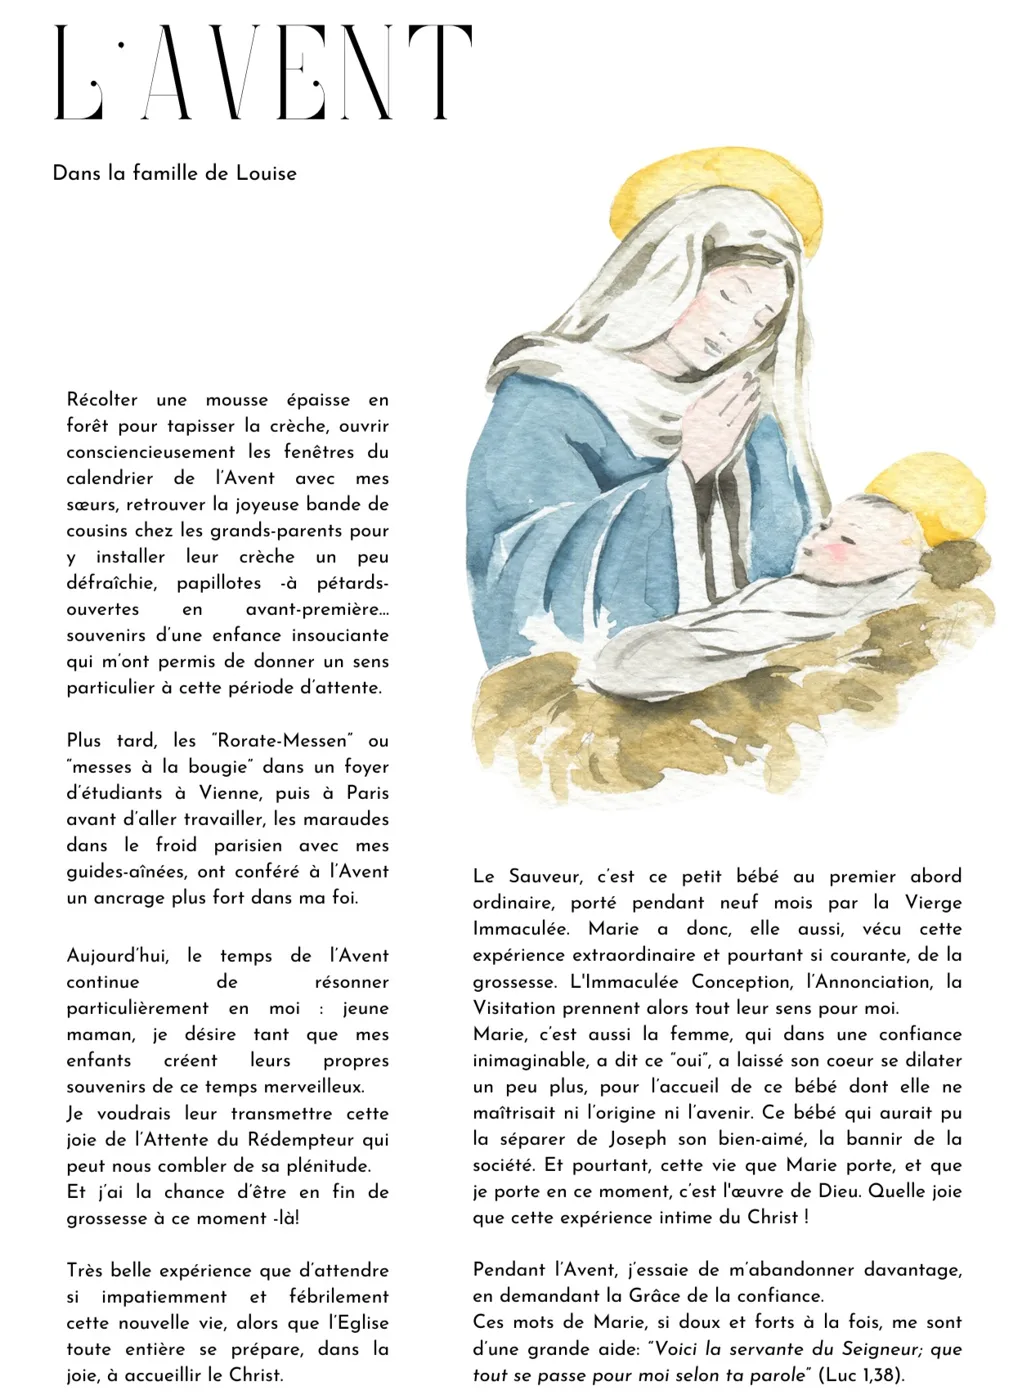 L'AVENT
Dans la famille de Louise
Récolter une mousse épaisse en
forêt pour tapisser la crèche, ouvrir
consciencieusement les fenêtres du
calendrier de l'Avent avec mes
sœurs, retrouver la joyeuse bande de
cousins chez les grands-parents pour
y installer leur crèche un peu
défraîchie, papillotes -à pétards-
ouvertes en avant-première...
souvenirs d'une enfance insouciante
qui m'ont permis de donner un sens
particulier à cette période d'attente.
Plus tard, les "Rorate-Messen" ou
"messes à la bougie" dans un foyer
d'étudiants à Vienne, puis à Paris
avant d'aller travailler, les maraudes
dans le froid parisien avec mes
guides-aînées, ont conféré à l'Avent
un ancrage plus fort dans ma foi.
Aujourd'hui, le temps de l'Avent
continue de résonner
particulièrement en moi : jeune
maman, je désire tant que mes
enfants créent leurs propres
souvenirs de ce temps merveilleux.
Je voudrais leur transmettre cette
joie de l'Attente du Rédempteur qui
peut nous combler de sa plénitude.
Et j'ai la chance d'être en fin de
grossesse à ce moment -là!
Très belle expérience que d'attendre
si impatiemment et fébrilement
cette nouvelle vie, alors que l'Eglise
toute entière se prépare, dans la
joie, à accueillir le Christ.
Le Sauveur, c'est ce petit bébé au premier abord
ordinaire, porté pendant neuf mois par la Vierge
Immaculée. Marie a donc, elle aussi, vécu cette
expérience extraordinaire et pourtant si courante, de la
grossesse. L'Immaculée Conception, l'Annonciation, la
Visitation prennent alors tout leur sens pour moi.
Marie, c'est aussi la femme, qui dans une confiance
inimaginable, a dit ce "oui", a laissé son coeur se dilater
un peu plus, pour l'accueil de ce bébé dont elle ne
maîtrisait ni l'origine ni l'avenir. Ce bébé qui aurait pu
la séparer de Joseph son bien-aimé, la bannir de la
société. Et pourtant, cette vie que Marie porte, et que
je porte en ce moment, c'est l'œuvre de Dieu. Quelle joie
que cette expérience intime du Christ !
Pendant l'Avent, j'essaie de m'abandonner davantage,
en demandant la Grâce de la confiance.
Ces mots de Marie, si doux et forts à la fois, me sont
d'une grande aide: "Voici la servante du Seigneur; que
tout se passe pour moi selon ta parole" (Luc 1,38).